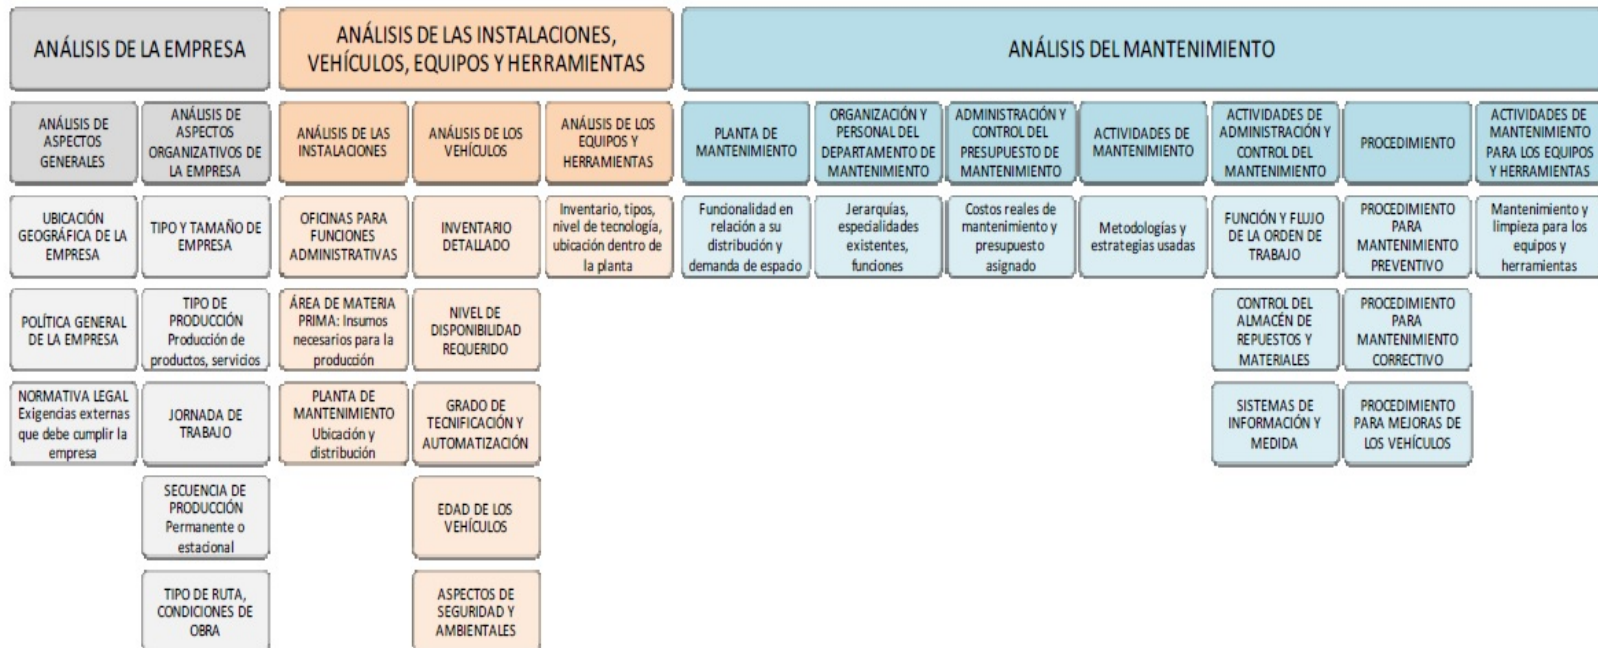 ANÁLISIS DE LA EMPRESA
ANÁLISIS DE LAS INSTALACIONES,
VEHÍCULOS, EQUIPOS Y HERRAMIENTAS
ANÁLISIS DEL MANTENIMIENTO
ANÁLISIS DE
ASPECTOS
GENERALES
ANÁLISIS DE
ASPECTOS
ORGANIZATIVOS DE
LA EMPRESA
ANÁLISIS DE LAS
INSTALACIONES
ANÁLISIS DE LOS
VEHÍCULOS
ANÁLISIS DE LOS
EQUIPOS Y
HERRAMIENTAS
PLANTA DE
MANTENIMIENTO
ORGANIZACIÓN Y
PERSONAL DEL
DEPARTAMENTO DE
MANTENIMIENTO
ADMINISTRACIÓN Y
CONTROL DEL
PRESUPUESTO DE
MANTENIMIENTO
ACTIVIDADES DE
MANTENIMIENTO
ACTIVIDADES DE
ADMINISTRACIÓN Y
CONTROL DEL
MANTENIMIENTO
PROCEDIMIENTO
ACTIVIDADES DE
MANTENIMIENTO
PARA LOS EQUIPOS
Y HERRAMIENTAS
UBICACIÓN
GEOGRÁFICA DE LA
EMPRESA
TIPO Y TAMAÑO DE
EMPRESA
OFICINAS PARA
FUNCIONES
ADMINISTRATIVAS
INVENTARIO
DETALLADO
Inventario, tipos,
nivel de tecnología,
ubicación dentro de
la planta
Funcionalidad en
relación a su
distribución y
demanda de espacio
Jerarquías,
especialidades
existentes,
funciones
Costos reales de
mantenimiento y
presupuesto
asignado
Metodologías y
estrategias usadas
FUNCIÓN Y FLUJO
DE LA ORDEN DE
TRABAJO
PROCEDIMIENTO
PARA
MANTENIMIENTO
PREVENTIVO
Mantenimiento y
limpieza para los
equipos y
herramientas
POLÍTICA GENERAL
DE LA EMPRESA
TIPO DE
PRODUCCIÓN
Producción de
productos, servicios
ÁREA DE MATERIA
PRIMA: Insumos
necesarios para la
producción
NIVEL DE
DISPONIBILIDAD
REQUERIDO
CONTROL DEL
ALMACÉN DE
REPUESTOS Y
MATERIALES
PROCEDIMIENTO
PARA
MANTENIMIENTO
CORRECTIVO
NORMATIVA LEGAL
Exigencias externas
que debe cumplir la
empresa
JORNADA DE
TRABAJO
PLANTA DE
MANTENIMIENTO
Ubicación y
distribución
GRADO DE
TECNIFICACIÓN Y
AUTOMATIZACIÓN
SISTEMAS DE
INFORMACIÓN Y
MEDIDA
PROCEDIMIENTO
PARA MEJORAS DE
LOS VEHÍCULOS
SECUENCIA DE
PRODUCCIÓN
Permanente o
estacional
EDAD DE LOS
VEHÍCULOS
TIPO DE RUTA,
CONDICIONES DE
OBRA
ASPECTOS DE
SEGURIDAD Y
AMBIENTALES